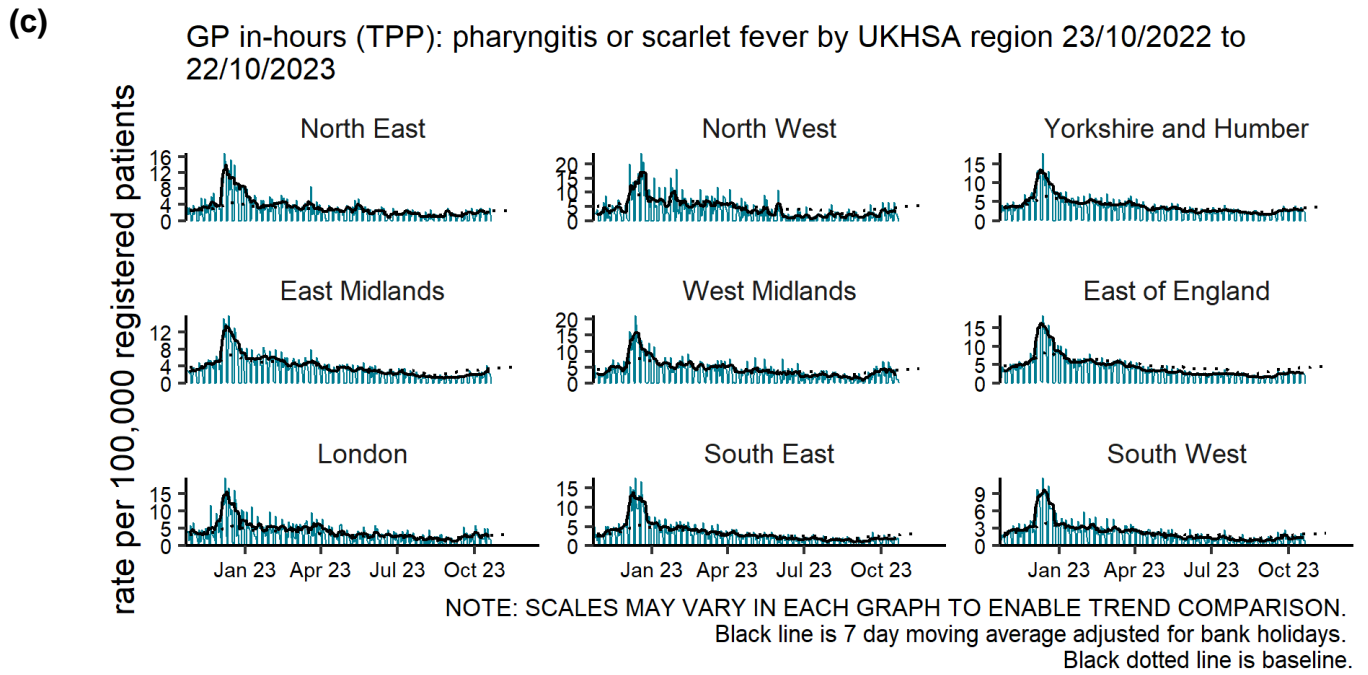 (c)
GP in-hours (TPP): pharyngitis or scarlet fever by UKHSA region 23/10/2022 to
22/10/2023
rate per 100,000 registered patients
North East
16
12
8
4
0
North West
20
15
10
5
0
Yorkshire and Humber
15
10
5
0
East Midlands
12
8
4
0
West Midlands
20
15
10
5
0
East of England
15
10
5
0
London
15
10
5
0
South East
15
10
5
0
South West
9
6
3
0
Jan 23 Apr 23 Jul 23 Oct 23
Jan 23 Apr 23 Jul 23 Oct 23
Jan 23 Apr 23 Jul 23 Oct 23
NOTE: SCALES MAY VARY IN EACH GRAPH TO ENABLE TREND COMPARISON.
Black line is 7 day moving average adjusted for bank holidays.
Black dotted line is baseline.